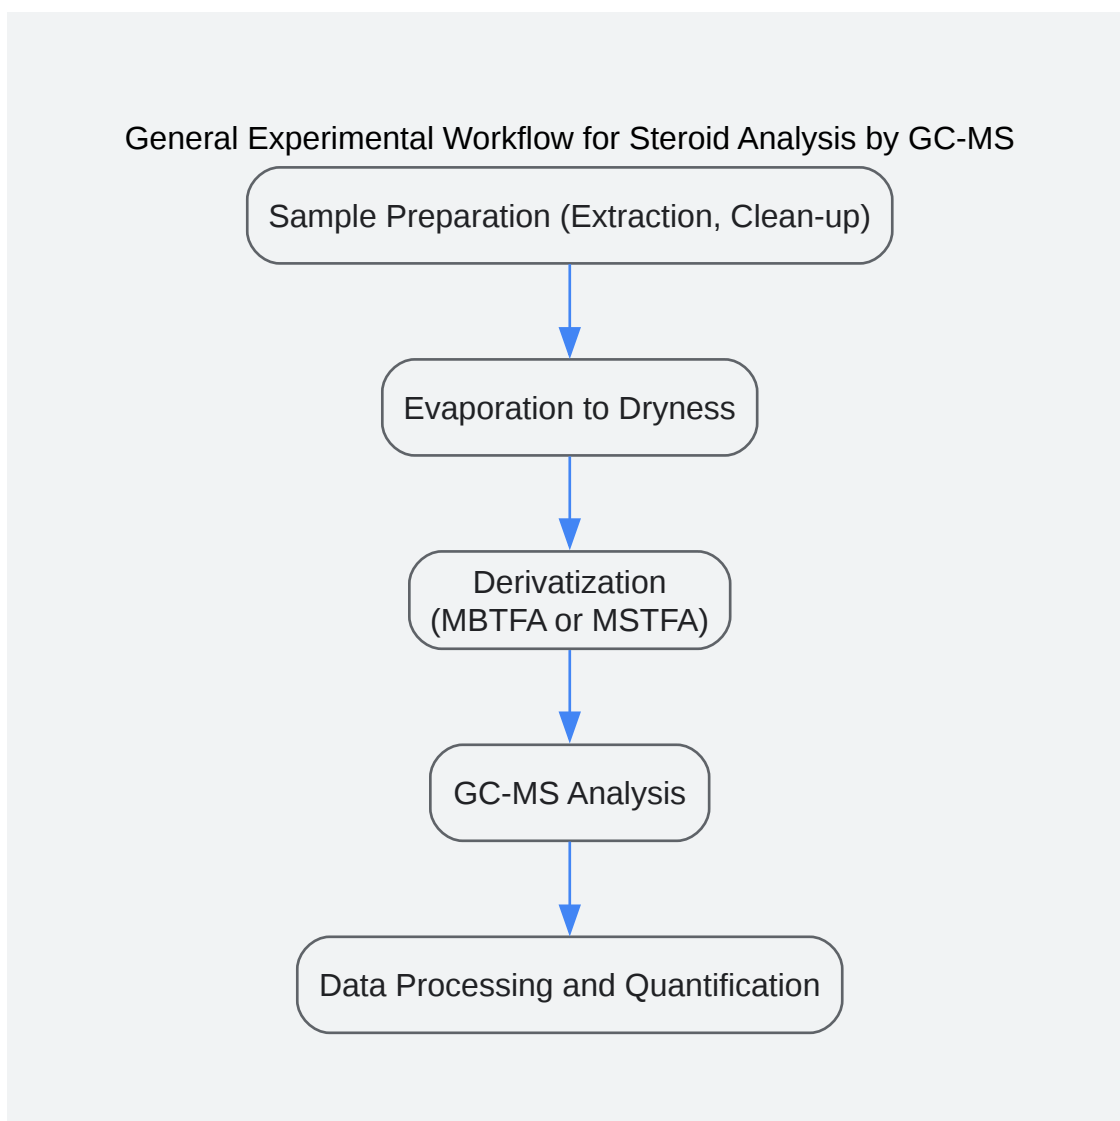 General Experimental Workflow for Steroid Analysis by GC-MS
Sample Preparation (Extraction, Clean-up)
Evaporation to Dryness
Derivatization
(MBTFA or MSTFA)
GC-MS Analysis
Data Processing and Quantification